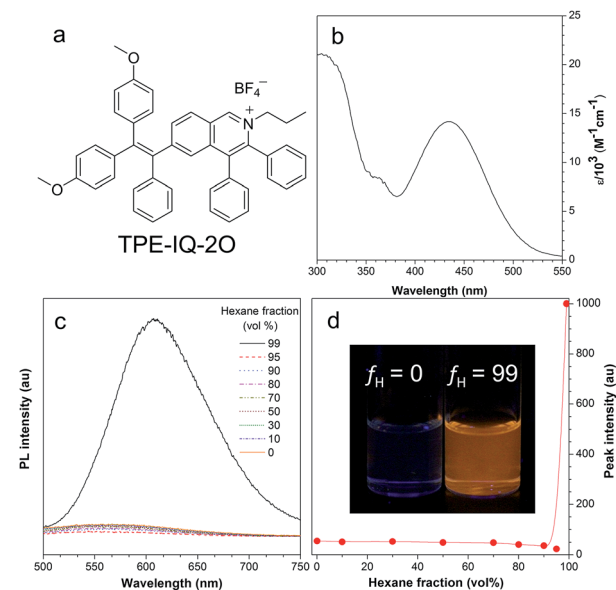 a
O
O
BF4−
+
N
TPE-IQ-2O
b
25
20
15
10
5
0
ε/10³ (M⁻¹cm⁻¹)
300 350 400 450 500 550
Wavelength (nm)
c
Hexane fraction
(vol %)
99
95
90
80
70
50
30
10
0
PL intensity (au)
500 550 600 650 700 750
Wavelength (nm)
d
fH = 0 fH = 99
1000
800
600
400
200
0
Peak intensity (au)
0 20 40 60 80 100
Hexane fraction (vol%)